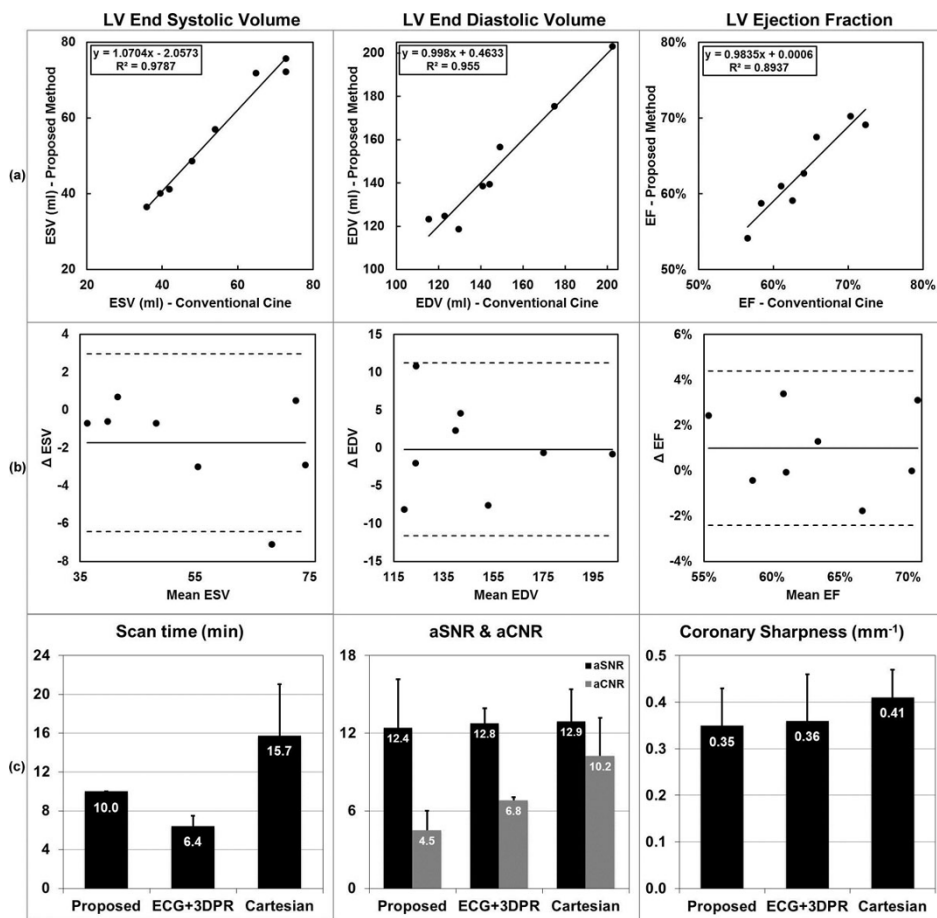 LV End Systolic Volume
LV End Diastolic Volume
LV Ejection Fraction
(a)
80
60
40
20
ESV (ml) - Proposed Method
y = 1.0704x - 2.0573
R² = 0.9787
20 40 60 80
ESV (ml) - Conventional Cine
200
180
160
140
120
100
EDV (ml) - Proposed Method
y = 0.998x + 0.4633
R² = 0.955
100 120 140 160 180 200
EDV (ml) - Conventional Cine
80%
70%
60%
50%
EF - Proposed Method
y = 0.9835x + 0.0006
R² = 0.8937
50% 60% 70% 80%
EF - Conventional Cine
(b)
4
2
0
-2
-4
-6
-8
Δ ESV
35 55 75
Mean ESV
15
10
5
0
-5
-10
-15
Δ EDV
115 135 155 175 195
Mean EDV
6%
4%
2%
0%
-2%
-4%
Δ EF
55% 60% 65% 70%
Mean EF
(c)
Scan time (min)
24
20
16
12
8
4
0
10.0
6.4
15.7
Proposed ECG+3DPR Cartesian
aSNR & aCNR
18
12
6
0
aSNR
aCNR
12.4
4.5
12.8
6.8
12.9
10.2
Proposed ECG+3DPR Cartesian
Coronary Sharpness (mm⁻¹)
0.5
0.4
0.3
0.2
0.1
0.0
0.35
0.36
0.41
Proposed ECG+3DPR Cartesian